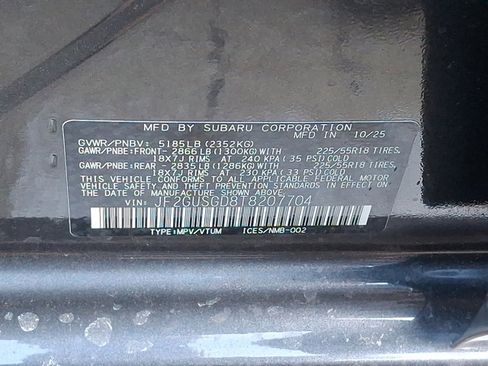 MFD BY SUBARU CORPORATION
MFD IN 10/25
GVWR/PNBV: 5185LB (2352KG)
GAWR/PNBE:FRONT- 2866LB (1300KG) WITH 225/55R18 TIRES,
18X7J RIMS AT 240 KPA (35 PSI) COLD
GAWR/PNBE:REAR - 2835LB (1286KG) WITH 225/55R18 TIRES,
18X7J RIMS AT 230 KPA (33 PSI) COLD
THIS VEHICLE CONFORMS TO ALL APPLICABLE FEDERAL MOTOR
VEHICLE SAFETY STANDARDS IN EFFECT ON THE
DATE OF MANUFACTURE SHOWN ABOVE.
VIN: JF2GUSGD8T8207704
TYPE:MPV/VTUM ICES/NMB-002